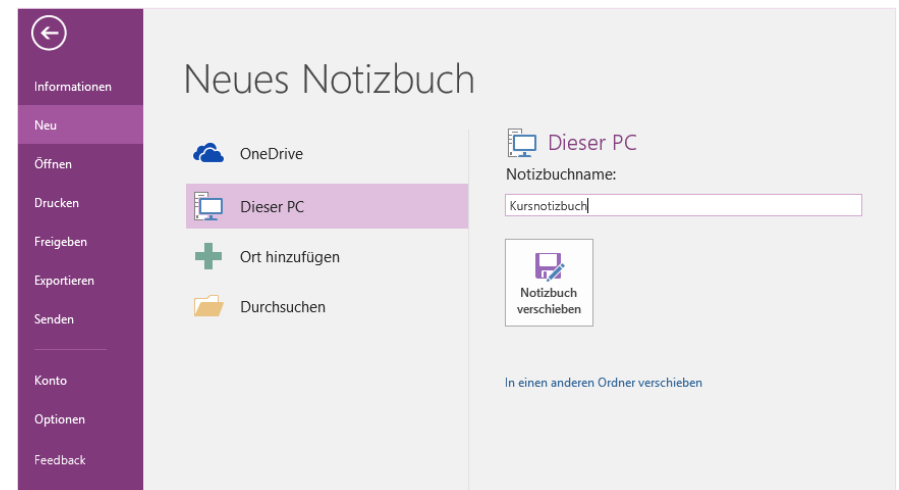 Informationen
Neu
Öffnen
Drucken
Freigeben
Exportieren
Senden
Konto
Optionen
Feedback
Neues Notizbuch
OneDrive
Dieser PC
Ort hinzufügen
Durchsuchen
Dieser PC
Notizbuchname:
Kursnotizbuch
Notizbuch
verschieben
In einen anderen Ordner verschieben